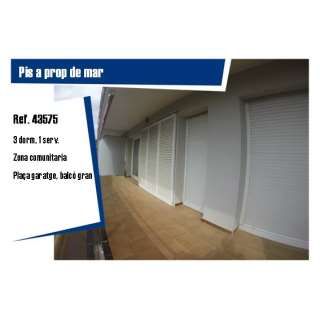 Pis a prop de mar
Ref. 43575
3 dorm, 1 serv.
Zona comunitaria
Plaça garatge, balcó gran